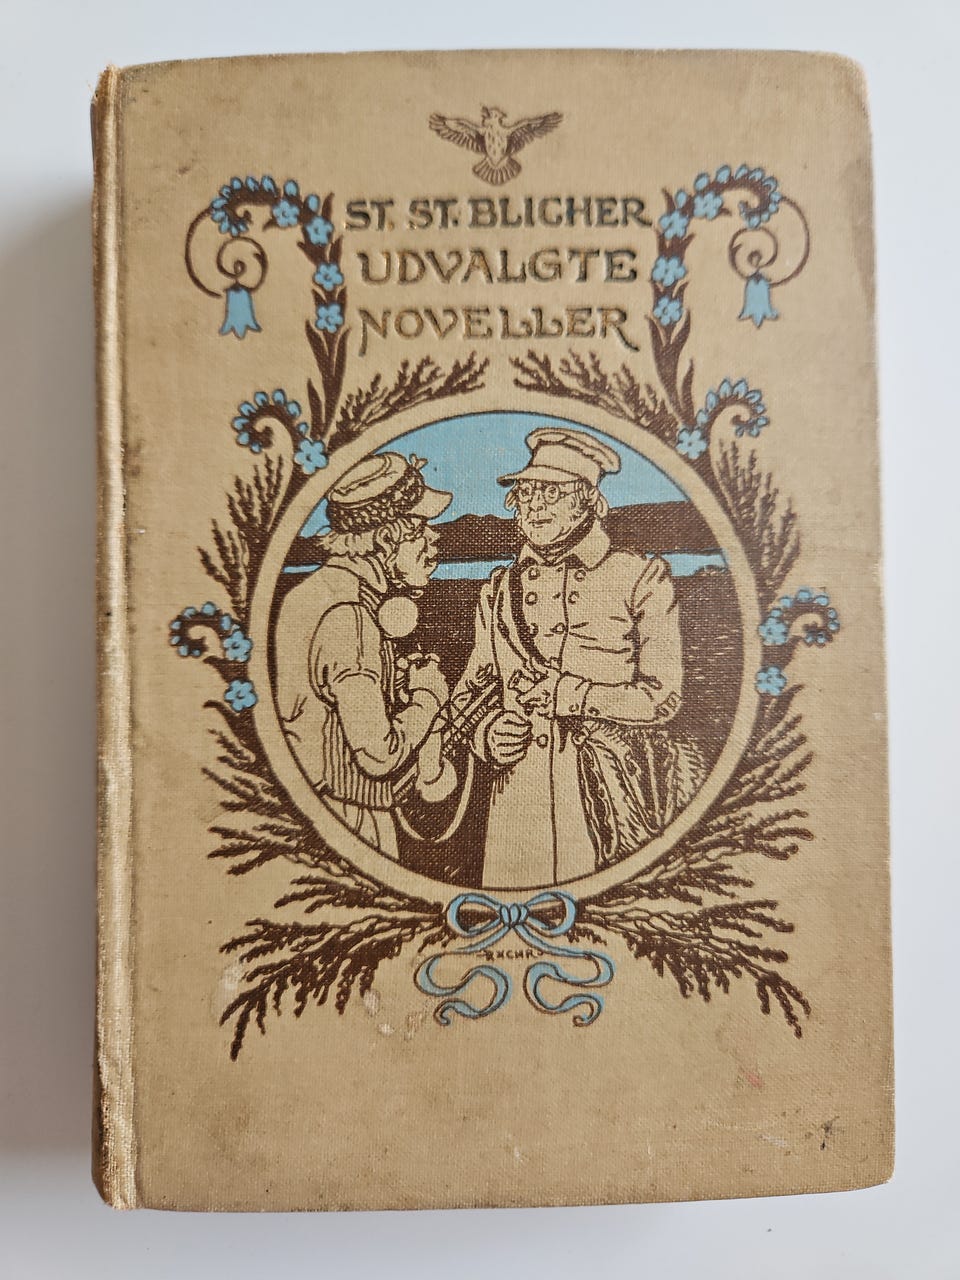 ST. ST. BLICHER
UDVALGTE
NOVELLER